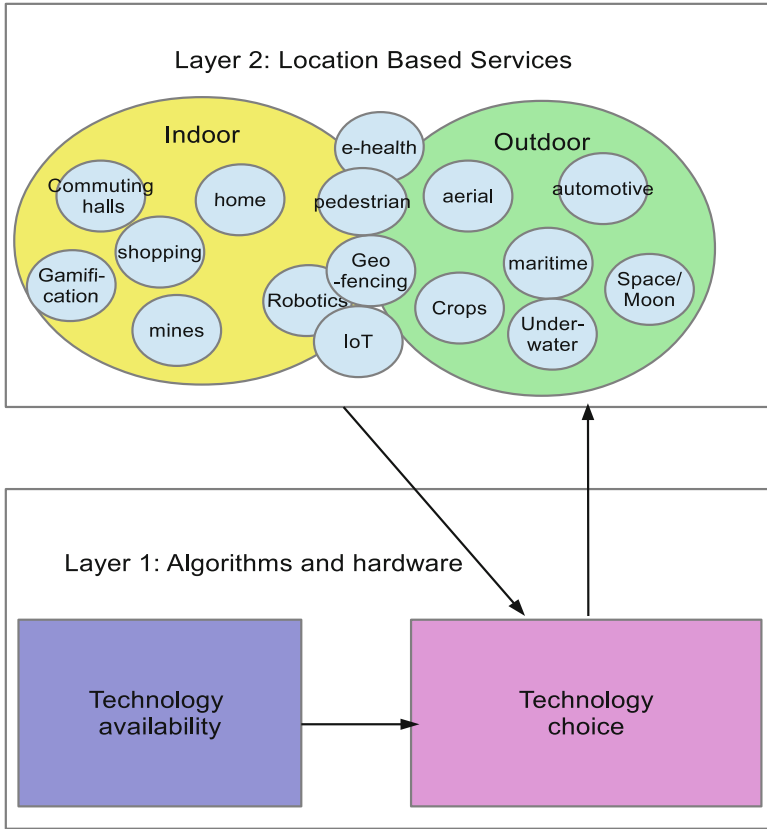 Layer 2: Location Based Services
Indoor
Outdoor
e-health
Commuting
halls
home
pedestrian
aerial
automotive
shopping
Geo
-fencing
maritime
Gamifi-
cation
Robotics
Crops
Space/
Moon
mines
IoT
Under-
water
Layer 1: Algorithms and hardware
Technology
availability
Technology
choice